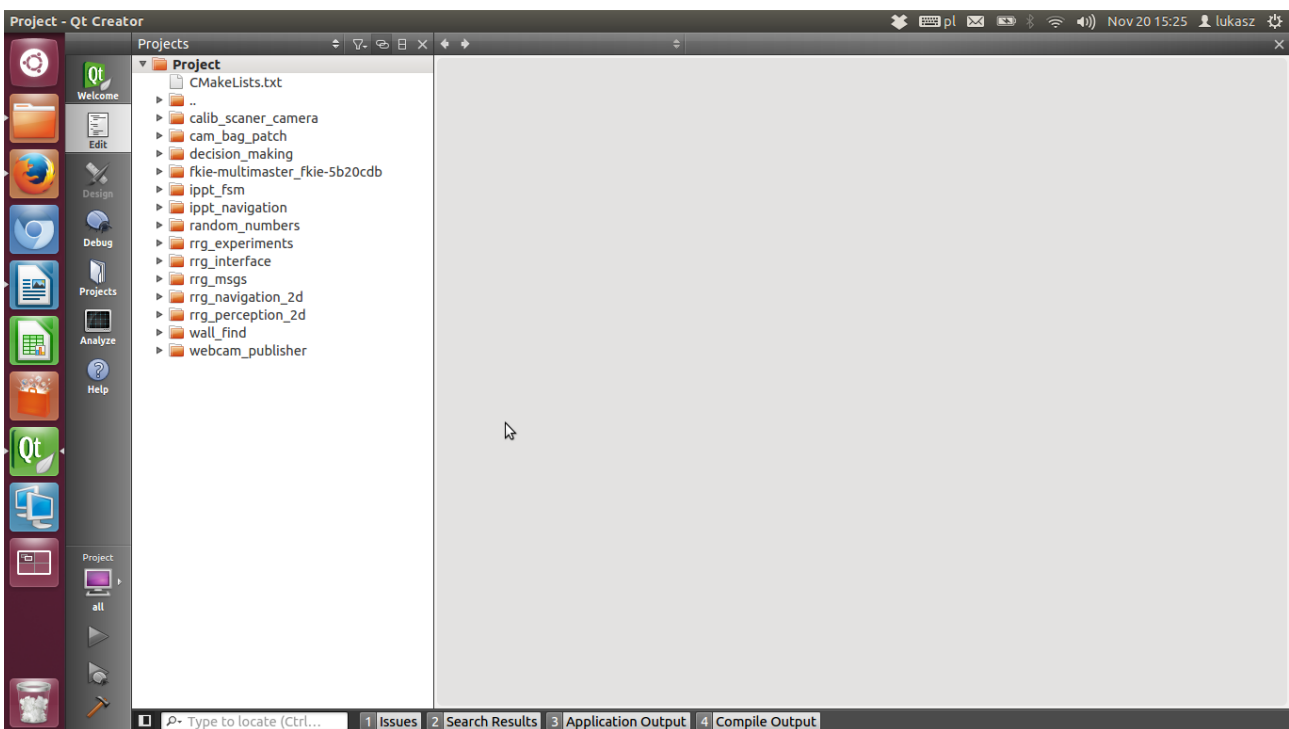 Project - Qt Creator
pl
Nov 20 15:25
lukasz
Projects
Qt
Welcome
Edit
Design
Debug
Projects
Analyze
Help
Project
all
Project
CMakeLists.txt
..
calib_scaner_camera
cam_bag_patch
decision_making
fkie-multimaster_fkie-5b20cdb
ippt_fsm
ippt_navigation
random_numbers
rrg_experiments
rrg_interface
rrg_msgs
rrg_navigation_2d
rrg_perception_2d
wall_find
webcam_publisher
Qt
Type to locate (Ctrl...
1 Issues 2 Search Results 3 Application Output 4 Compile Output